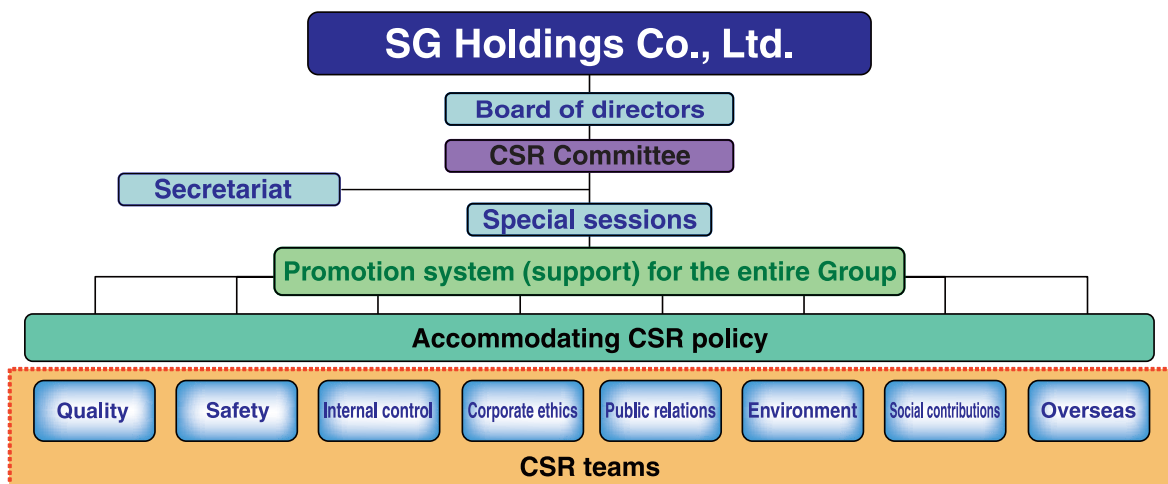 SG Holdings Co., Ltd.
Board of directors
CSR Committee
Secretariat
Special sessions
Promotion system (support) for the entire Group
Accommodating CSR policy
Quality
Safety
Internal control
Corporate ethics
Public relations
Environment
Social contributions
Overseas
CSR teams